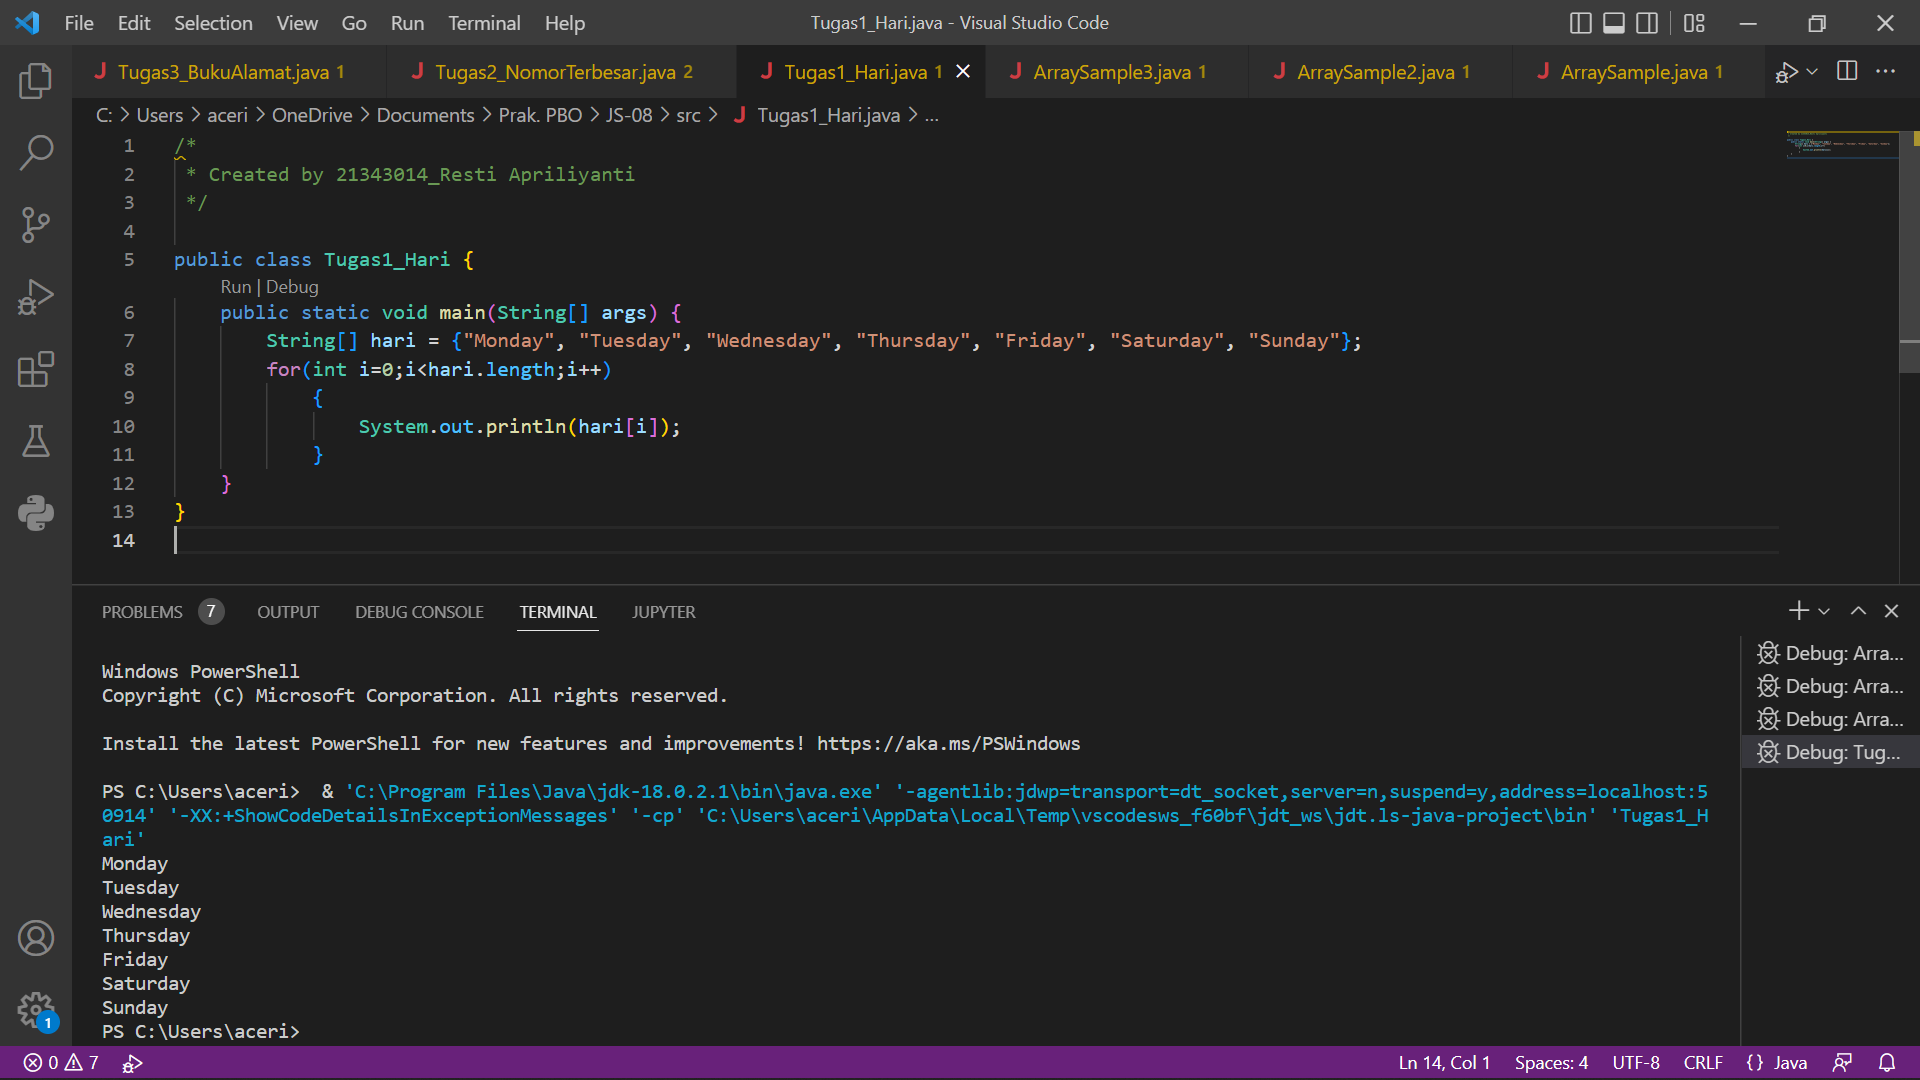 File Edit Selection View Go Run Terminal Help Tugas1_Hari.java - Visual Studio Code
Tugas3_BukuAlamat.java 1 Tugas2_NomorTerbesar.java 2 Tugas1_Hari.java 1 ArraySample3.java 1 ArraySample2.java 1 ArraySample.java 1
C: > Users > aceri > OneDrive > Documents > Prak. PBO > JS-08 > src > Tugas1_Hari.java > ...
1 /*
2 * Created by 21343014_Resti Apriliyanti
3 */
4
5 public class Tugas1_Hari {
Run | Debug
6 public static void main(String[] args) {
7 String[] hari = {"Monday", "Tuesday", "Wednesday", "Thursday", "Friday", "Saturday", "Sunday"};
8 for(int i=0;i<hari.length;i++)
9 {
10 System.out.println(hari[i]);
11 }
12 }
13 }
14
PROBLEMS 7 OUTPUT DEBUG CONSOLE TERMINAL JUPYTER
Windows PowerShell
Copyright (C) Microsoft Corporation. All rights reserved.
Install the latest PowerShell for new features and improvements! https://aka.ms/PSWindows
PS C:\Users\aceri>  & 'C:\Program Files\Java\jdk-18.0.2.1\bin\java.exe' '-agentlib:jdwp=transport=dt_socket,server=n,suspend=y,address=localhost:5
0914' '-XX:+ShowCodeDetailsInExceptionMessages' '-cp' 'C:\Users\aceri\AppData\Local\Temp\vscodesws_f60bf\jdt_ws\jdt.ls-java-project\bin' 'Tugas1_H
ari'
Monday
Tuesday
Wednesday
Thursday
Friday
Saturday
Sunday
PS C:\Users\aceri>
Debug: Arra...
Debug: Arra...
Debug: Arra...
Debug: Tug...
1
0 7 Ln 14, Col 1 Spaces: 4 UTF-8 CRLF {} Java